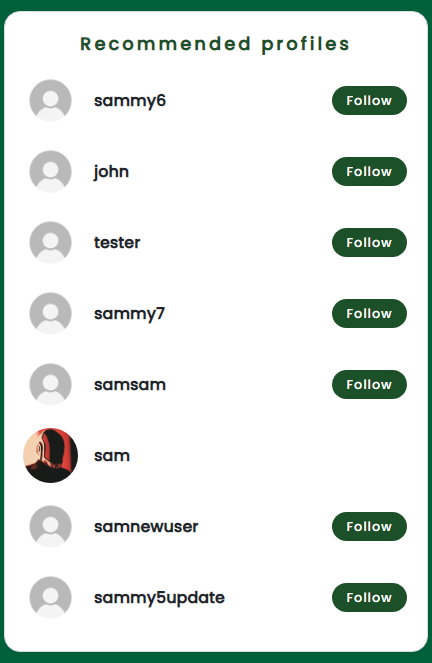 Recommended profiles
sammy6 Follow
john Follow
tester Follow
sammy7 Follow
samsam Follow
sam
samnewuser Follow
sammy5update Follow